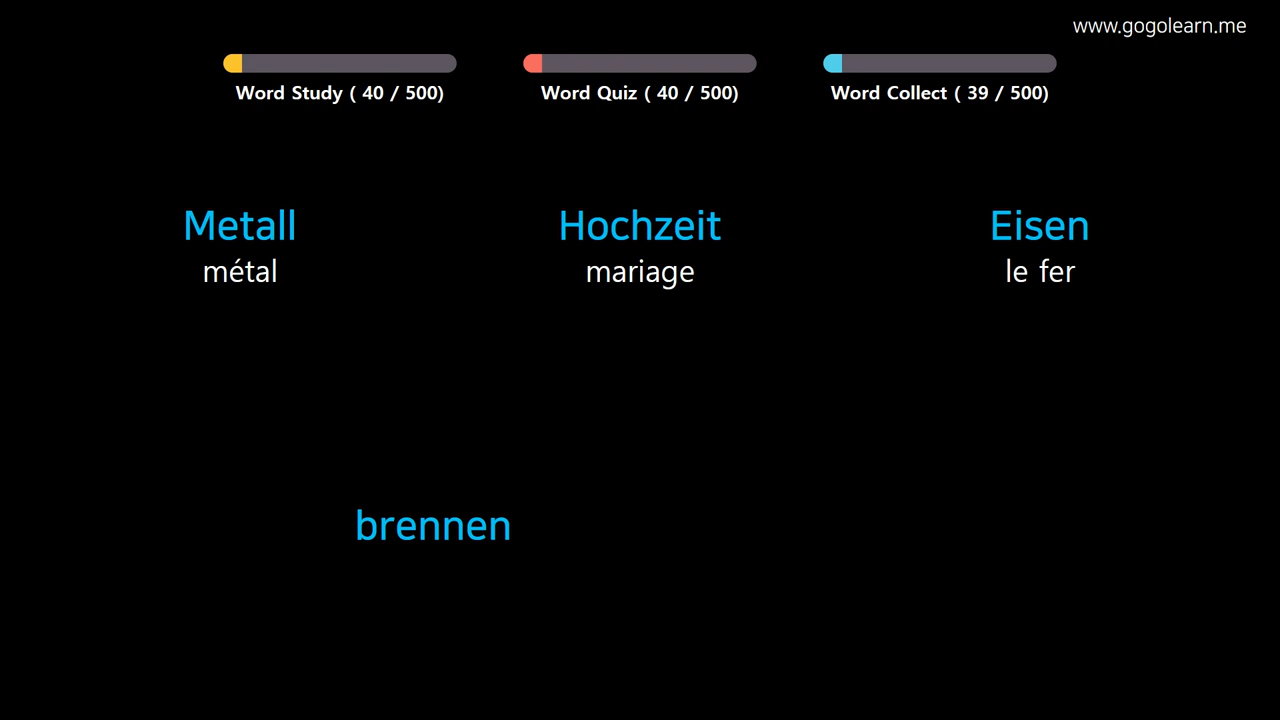 www.gogolearn.me
Word Study ( 40 / 500)
Word Quiz ( 40 / 500)
Word Collect ( 39 / 500)
Metall
métal
Hochzeit
mariage
Eisen
le fer
brennen